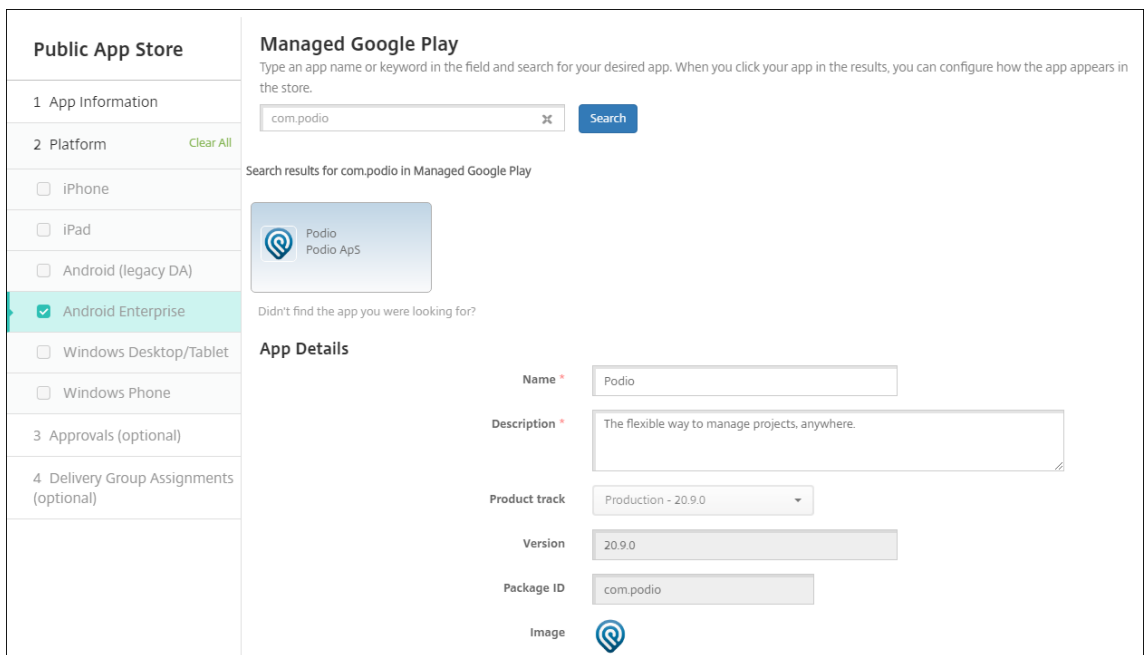 Public App Store
1 App Information
2 Platform Clear All
iPhone
iPad
Android (legacy DA)
Android Enterprise
Windows Desktop/Tablet
Windows Phone
3 Approvals (optional)
4 Delivery Group Assignments
(optional)
Managed Google Play
Type an app name or keyword in the field and search for your desired app. When you click your app in the results, you can configure how the app appears in
the store.
com.podio Search
Search results for com.podio in Managed Google Play
Podio
Podio ApS
Didn't find the app you were looking for?
App Details
Name * Podio
Description * The flexible way to manage projects, anywhere.
Product track Production - 20.9.0
Version 20.9.0
Package ID com.podio
Image